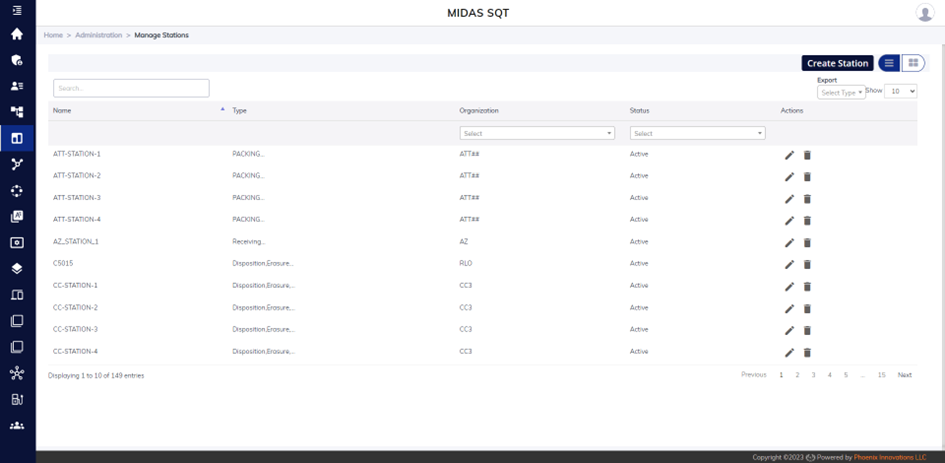 MIDAS SQT
Home > Administration > Manage Stations
Create Station
Export
Search...
Select Type
Show
10
Name Type Organization Status Actions
Select Select
ATT-STATION-1 PACKING... ATT## Active
ATT-STATION-2 PACKING... ATT## Active
ATT-STATION-3 PACKING... ATT## Active
ATT-STATION-4 PACKING... ATT## Active
AZ_STATION_1 Receiving... AZ Active
C5015 Disposition,Erasure,... RLO Active
CC-STATION-1 Disposition,Erasure,... CC3 Active
CC-STATION-2 Disposition,Erasure,... CC3 Active
CC-STATION-3 Disposition,Erasure,... CC3 Active
CC-STATION-4 Disposition,Erasure,... CC3 Active
Displaying 1 to 10 of 149 entries
Previous 1 2 3 4 5 ... 15 Next
Copyright ©2023 Powered by Phoenix Innovations LLC